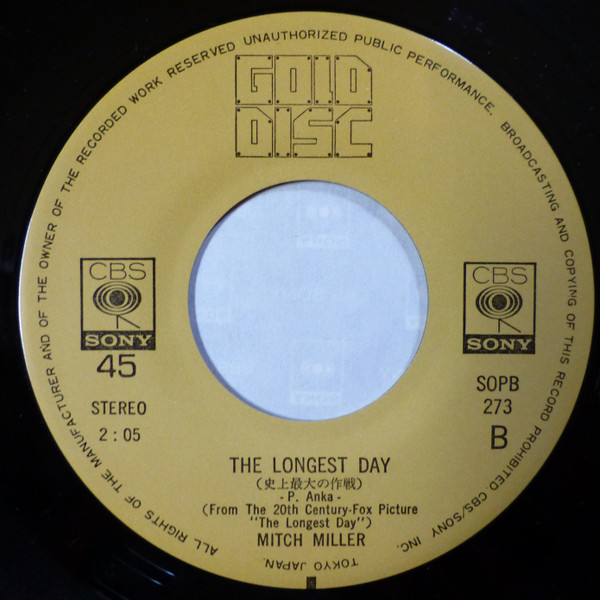 ALL RIGHTS OF THE MANUFACTURER AND OF THE OWNER OF THE RECORDED WORK RESERVED UNAUTHORIZED PUBLIC PERFORMANCE. BROADCASTING AND COPYING OF THIS RECORD PROHIBITED. CBS/SONY INC.
TOKYO JAPAN.
GOLD
DISC
CBS
SONY
45
STEREO
2:05
CBS
SONY
SOPB
273
B
THE LONGEST DAY
(史上最大の作戦)
- P. Anka -
(From The 20th Century-Fox Picture
"The Longest Day")
MITCH MILLER